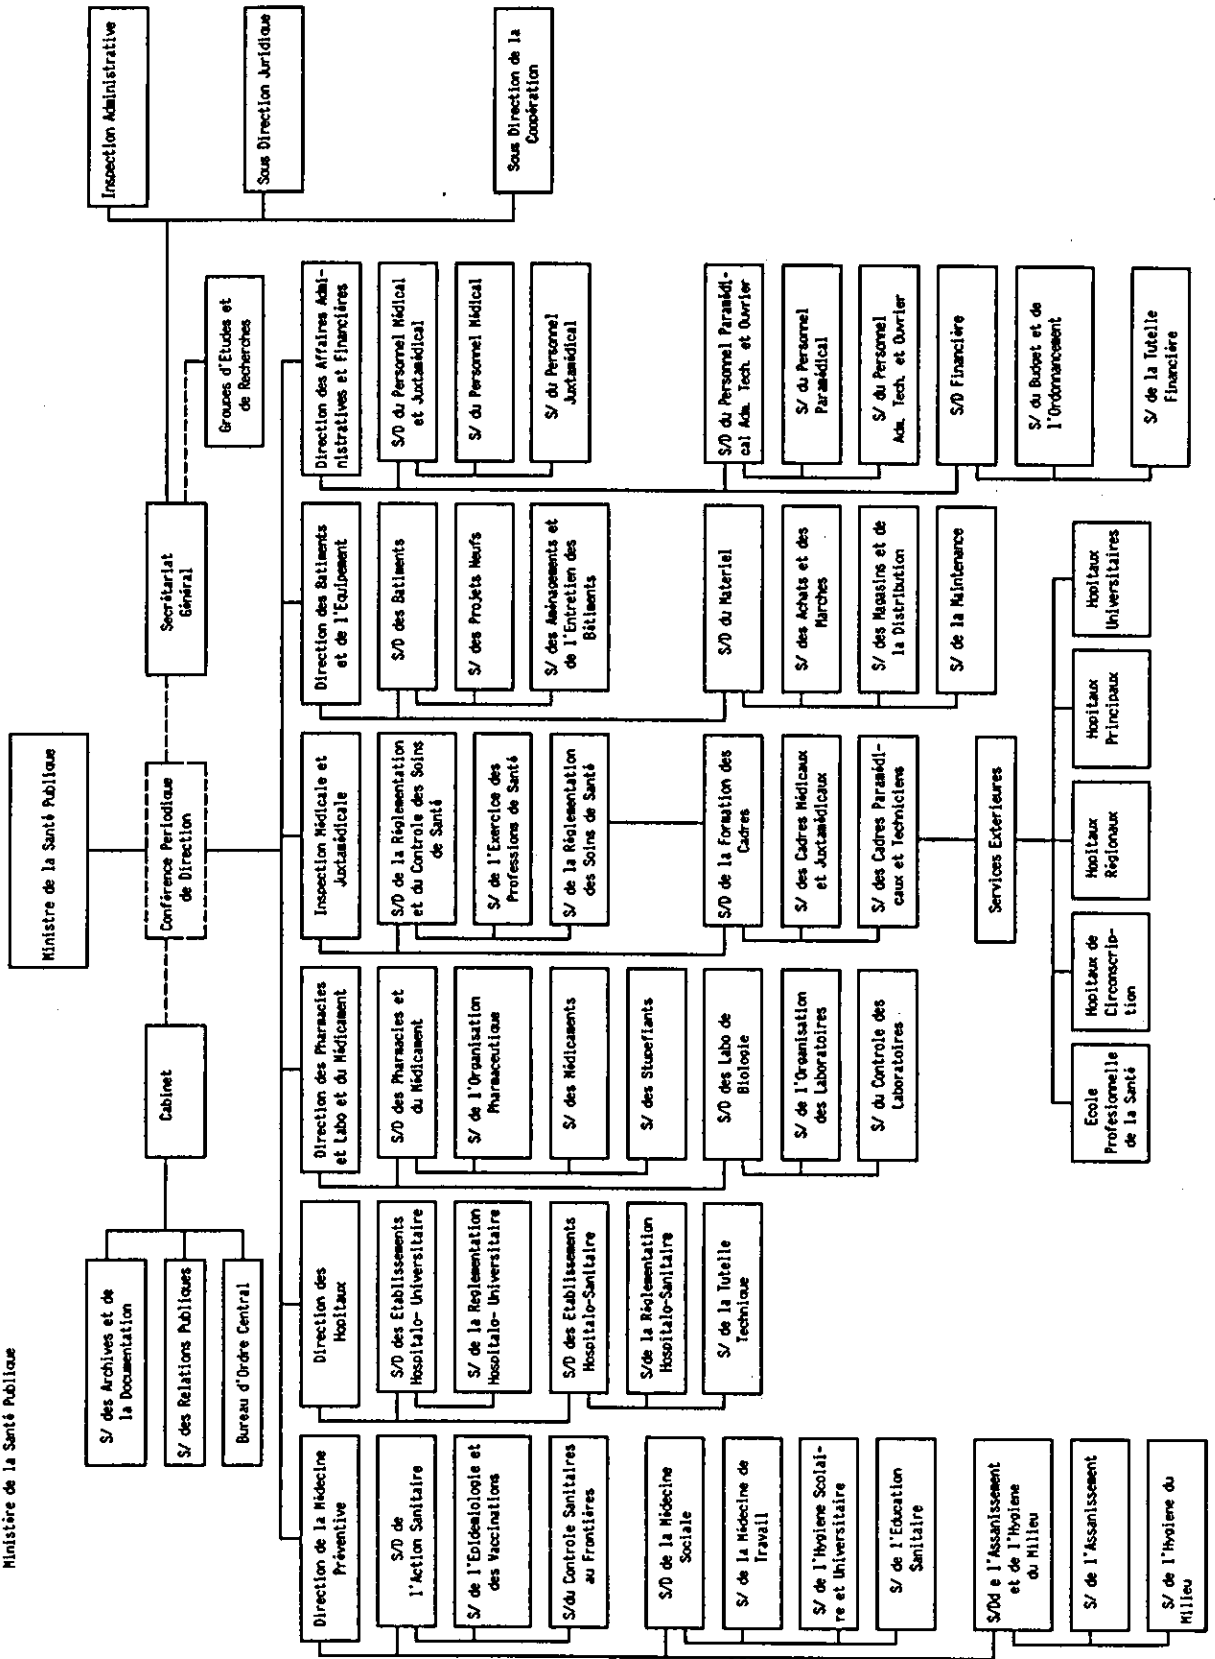 Ministère de la Santé Publique
Ministre de la Santé Publique
Cabinet
Conférence Periodique
de Direction
Secrétariat
Général
S/ des Archives et de
la Documentation
S/ des Relations Publiques
Bureau d'Ordre Central
Groupes d'Etudes et
de Recherches
Inspection Administrative
Sous Direction Juridique
Sous Direction de la
Coopération
Direction de la Médecine
Préventive
S/D de
l'Action Sanitaire
S/ de l'Epidemiologie et
des Vaccinations
S/du Controle Sanitaires
au Frontières
S/D de la Médecine
Sociale
S/ de la Médecine de
Travail
S/ de l'Hygiene Scolai-
re et Universitaire
S/ de l'Education
Sanitaire
S/Dd e l'Assanissement
et de l'Hygiene
du Milieu
S/ de l'Assanissement
S/ de l'Hygiene du
Milieu
Direction des
Hopitaux
S/D des Etablissements
Hospitalo- Universitaire
S/ de la Reglementation
Hospitalo- Universitaire
S/D des Etablissements
Hospitalo-Sanitaire
S/de la Réglementation
Hospitalo-Sanitaire
S/ de la Tutelle
Technique
Direction des Pharmacies
et Labo et du Médicament
S/D des Pharmacies et
du Médicament
S/ de l'Organisation
Pharmaceutique
S/ des Médicaments
S/ des Stupefiants
S/D des Labo de
Biologie
S/ de l'Organisation
des Laboratoires
S/ du Controle des
Laboratoires
Inspection Médicale et
Juxtamédicale
S/D de la Réglementation
et du Controle des Soins
de Santé
S/ de l'Exercice des
Professions de Santé
S/ de la Réglementation
des Soins de Santé
S/D de la Formation des
Cadres
S/ des Cadres Médicaux
et Juxtamédicaux
S/ des Cadres Paramédi-
caux et Techniciens
Direction des Batiments
et de l'Equipement
S/D des Batiments
S/ des Projets Neufs
S/ des Aménagements et
de l'Entretien des
Bâtiments
S/D du Materiel
S/ des Achats et des
Marches
S/ des Magasins et de
la Distribution
S/ de la Maintenance
Direction des Affaires Admi-
nistratives et Financières
S/D du Personnel Médical
et Juxtamédical
S/ du Personnel Médical
S/ du Personnel
Juxtamédical
S/D du Personnel Paramédi-
cal Adm. Tech. et Ouvrier
S/ du Personnel
Paramédical
S/ du Personnel
Adm. Tech. et Ouvrier
S/D Financière
S/ du Budget et de
l'Ordonnancement
S/ de la Tutelle
Financière
Services Exterieures
Ecole
Profesionnelle
de la Santé
Hopitaux de
Circonscrip-
tion
Hopitaux
Régionaux
Hopitaux
Principaux
Hopitaux
Universitaires